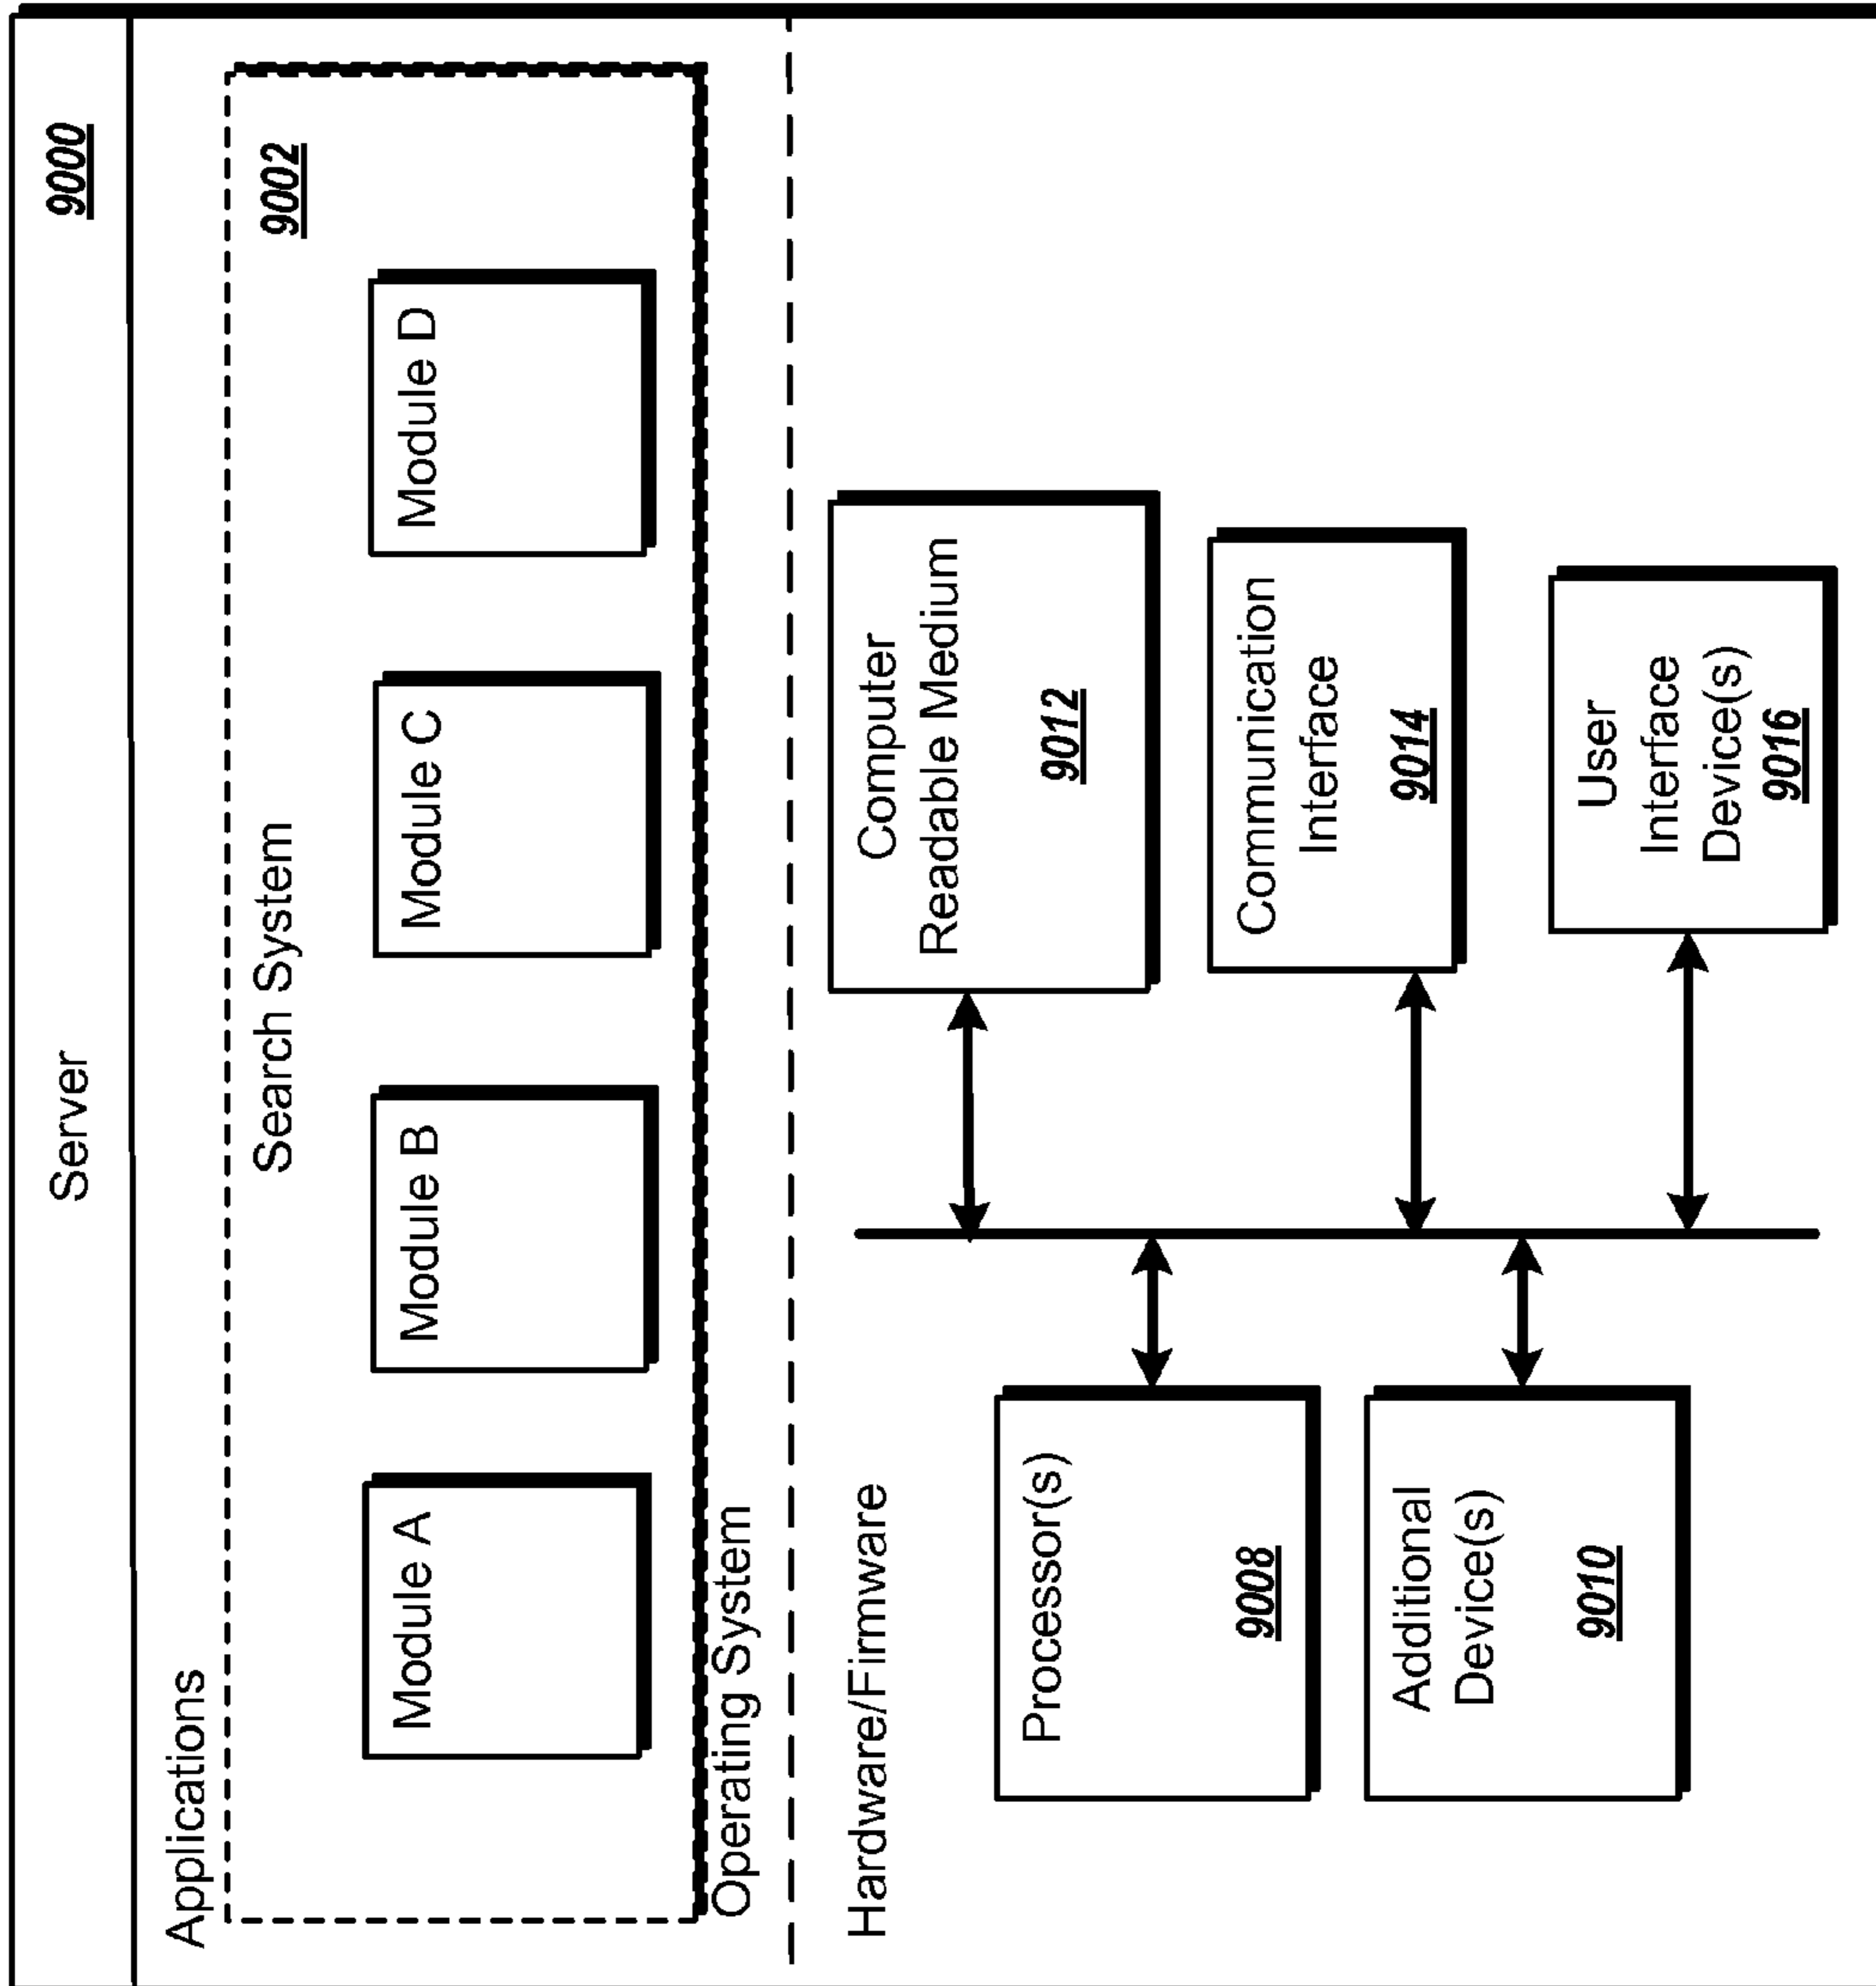 Server
9000
Applications
Search System
9002
Module A
Module B
Module C
Module D
Operating System
Hardware/Firmware
Processor(s)
9008
Additional
Device(s)
9010
Computer
Readable Medium
9012
Communication
Interface
9014
User
Interface
Device(s)
9016